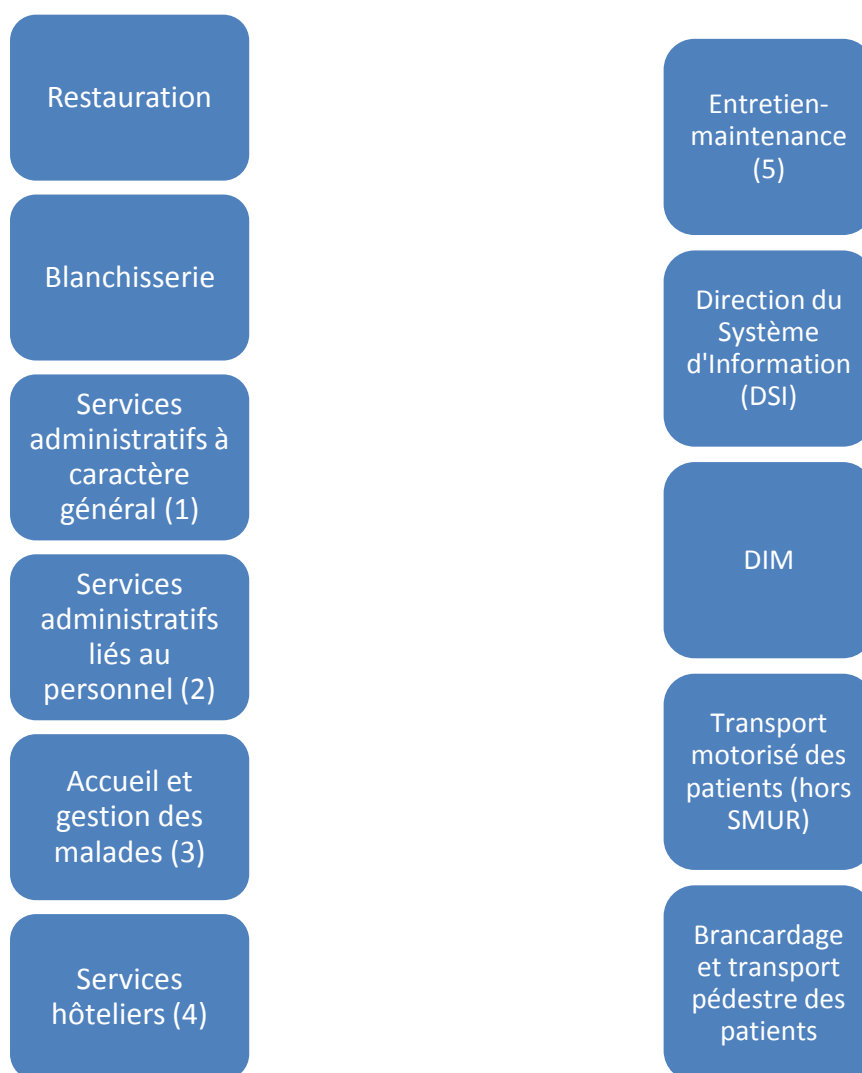 Restauration
Blanchisserie
Services
administratifs à
caractère
général (1)
Services
administratifs
liés au
personnel (2)
Accueil et
gestion des
malades (3)
Services
hôteliers (4)
Entretien-
maintenance
(5)
Direction du
Système
d'Information
(DSI)
DIM
Transport
motorisé des
patients (hors
SMUR)
Brancardage
et transport
pédestre des
patients